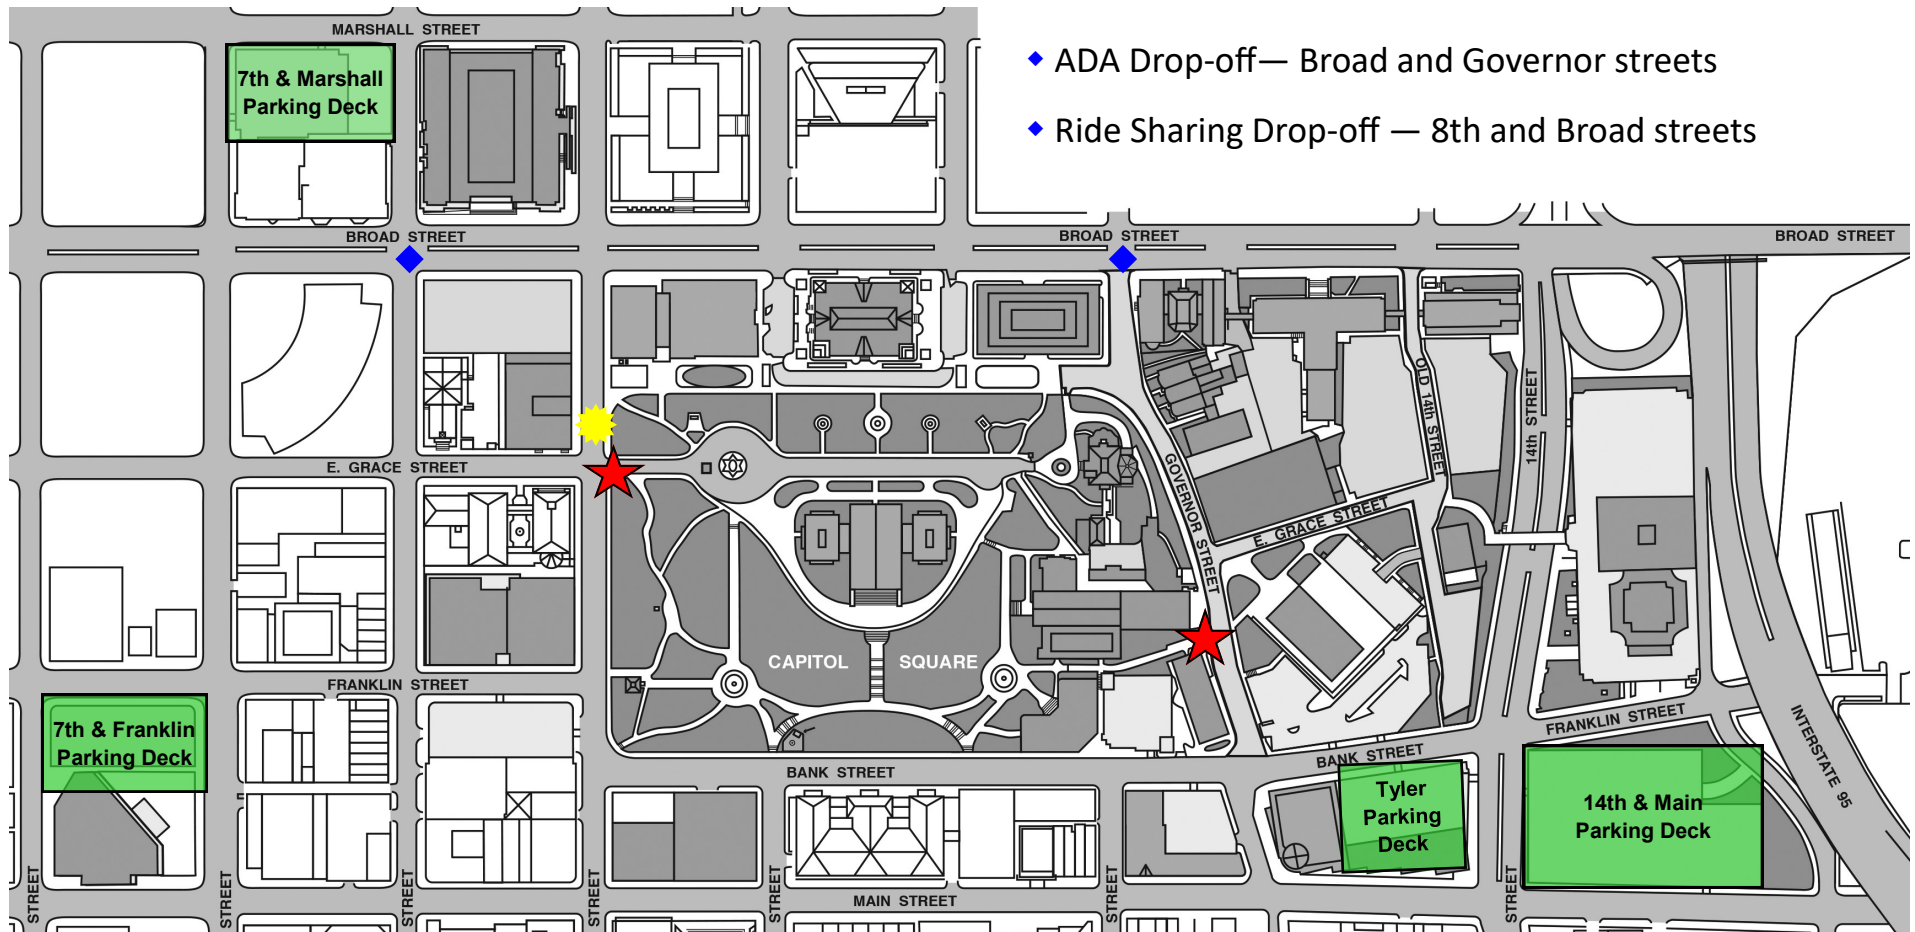 MARSHALL STREET
7th & Marshall
Parking Deck
ADA Drop-off— Broad and Governor streets
Ride Sharing Drop-off — 8th and Broad streets
BROAD STREET
BROAD STREET
BROAD STREET
E. GRACE STREET
GOVERNOR STREET
OLD 14th STREET
14th STREET
E. GRACE STREET
CAPITOL SQUARE
FRANKLIN STREET
7th & Franklin
Parking Deck
FRANKLIN STREET
INTERSTATE 95
BANK STREET
BANK STREET
Tyler
Parking
Deck
14th & Main
Parking Deck
STREET
STREET
STREET
STREET
STREET
MAIN STREET
STREET
STREET